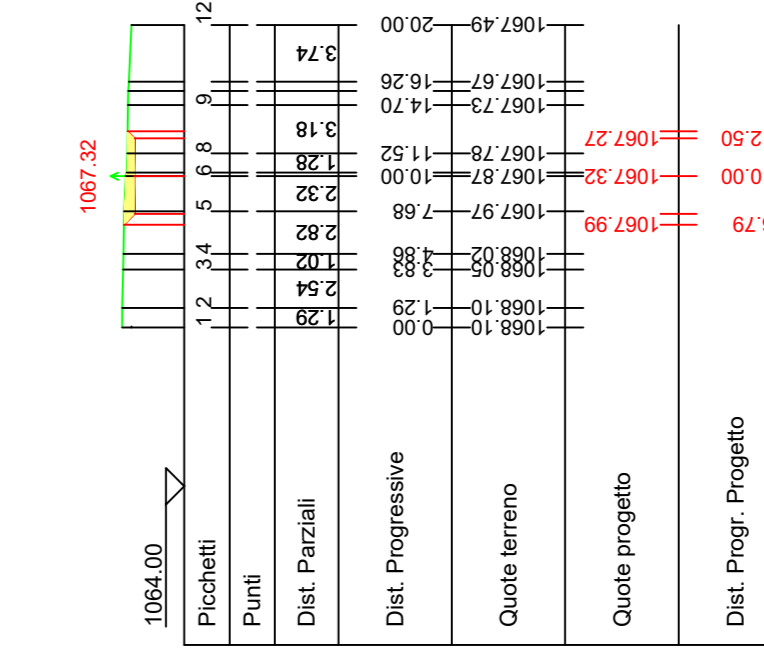 1067.32
1064.00
Picchetti 1 2 3 4 5 6 8 9 12
Punti
Dist. Parziali 1.29 2.54 1.02 2.82 2.32 1.28 3.18 3.74
Dist. Progressive 0.00 1.29 3.83 4.86 7.68 10.00 11.52 14.70 16.26 20.00
Quote terreno 1068.10 1068.10 1068.05 1068.02 1067.97 1067.87 1067.78 1067.73 1067.67 1067.49
Quote progetto 1067.99 1067.32 1067.27
Dist. Progr. Progetto .79 0.00 2.50